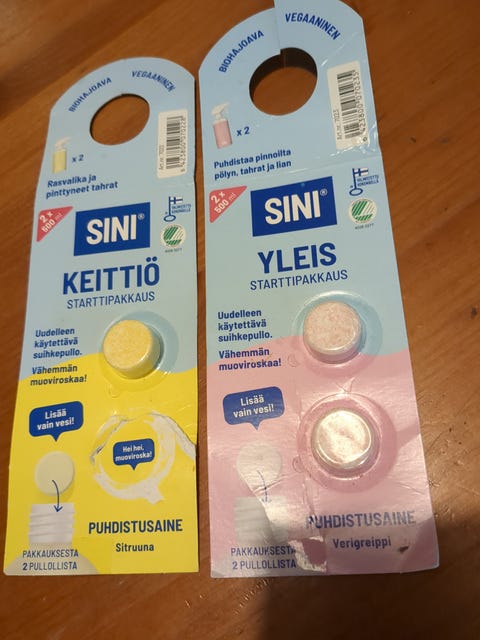 BIOHAJOAVA VEGAANINEN
x 2
Rasvalika ja
pinttyneet tahrat
2 x
500 ml
SINI®
KEITTIÖ
STARTTIPAKKAUS
Uudelleen
käytettävä
suihkepullo.
Vähemmän
muoviroskaa!
Lisää
vain vesi!
Hei hei,
muoviroska!
PUHDISTUSAINE
Sitruuna
PAKKAUKSESTA
2 PULLOLLISTA
BIOHAJOAVA VEGAANINEN
x 2
Puhdistaa pinnoilta
pölyn, tahrat ja lian
2 x
500 ml
SINI®
YLEIS
STARTTIPAKKAUS
Uudelleen
käytettävä
suihkepullo.
Vähemmän
muoviroskaa!
Lisää
vain vesi!
PUHDISTUSAINE
Verigreippi
PAKKAUKSESTA
2 PULLOLLISTA